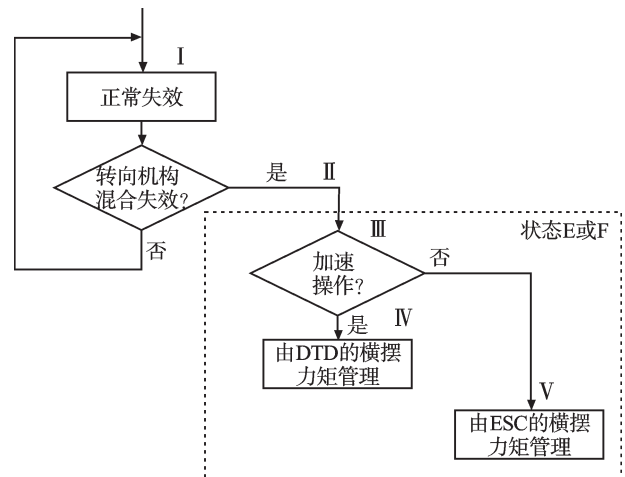 Ⅰ
正常失效
转向机构
混合失效?
是
Ⅱ
否
Ⅲ
状态E或F
加速
操作?
否
是
Ⅳ
由DTD的横摆
力矩管理
Ⅴ
由ESC的横摆
力矩管理